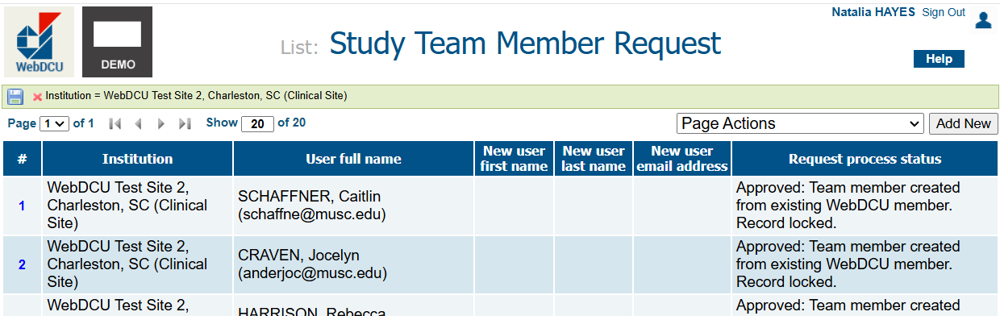 WebDCU
DEMO
List: Study Team Member Request
Natalia HAYES Sign Out
Help
Institution = WebDCU Test Site 2, Charleston, SC (Clinical Site)
Page 1 of 1 Show 20 of 20
Page Actions Add New
# Institution User full name New user first name New user last name New user email address Request process status
1
WebDCU Test Site 2,
Charleston, SC (Clinical
Site)
SCHAFFNER, Caitlin
(schaffne@musc.edu)
Approved: Team member created
from existing WebDCU member.
Record locked.
2
WebDCU Test Site 2,
Charleston, SC (Clinical
Site)
CRAVEN, Jocelyn
(anderjoc@musc.edu)
Approved: Team member created
from existing WebDCU member.
Record locked.
WebDCU Test Site 2,
HARRISON, Rebecca
Approved: Team member created